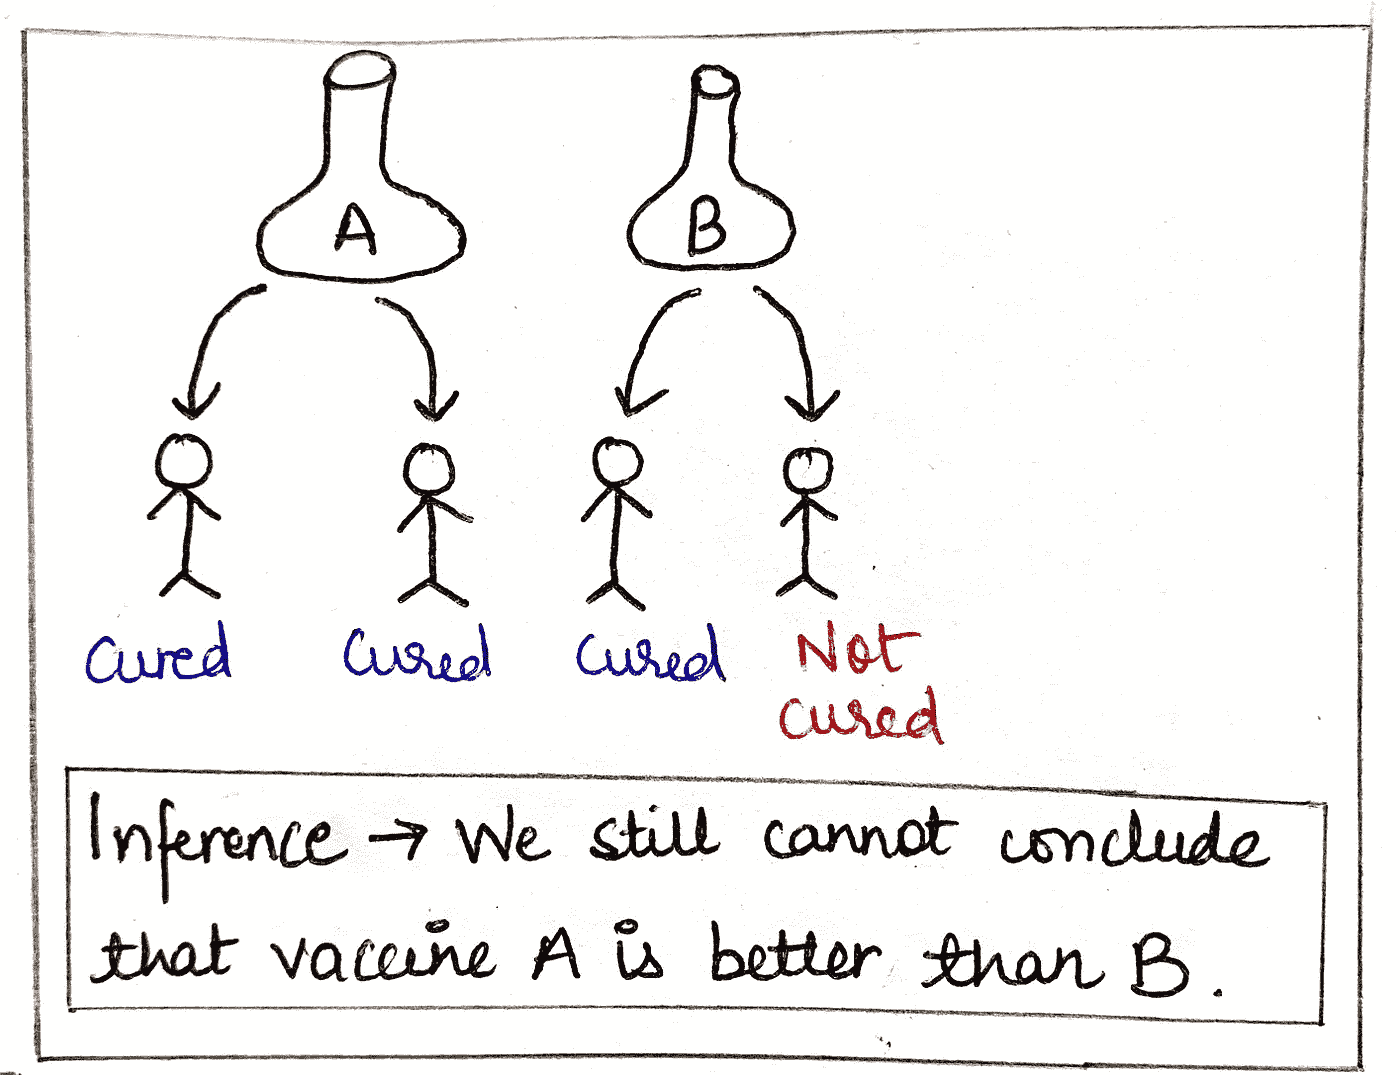 A
B
Cured
Cured
Cured
Not
cured
Inference → We still cannot conclude
that vaccine A is better than B.